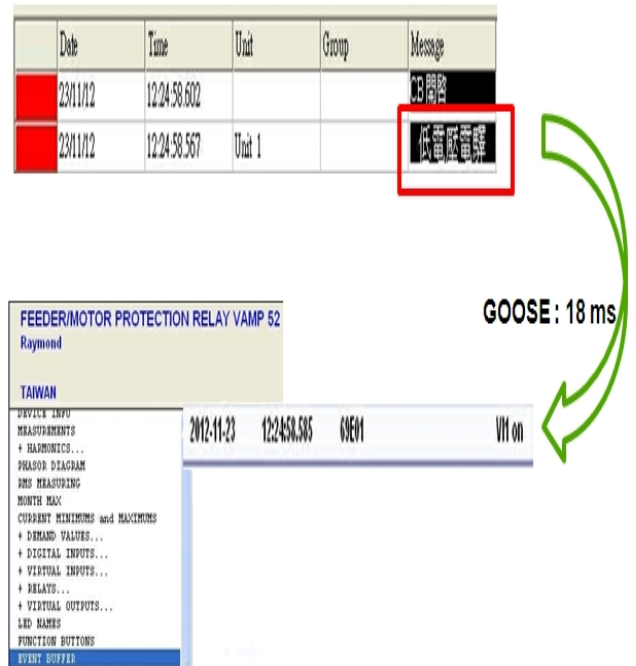 Date Time Unit Group Message
23/11/12 12:24:58.602 CB 開啓
23/11/12 12:24:58.567 Unit 1 低電壓電驛
GOOSE : 18 ms
FEEDER/MOTOR PROTECTION RELAY VAMP 52
Raymond
TAIWAN
DEVICE INFO
MEASUREMENTS
+ HARMONICS...
2012-11-23 12:24:58.585 69E01 VI1 on
PHASOR DIAGRAM
RMS MEASURING
MONTH MAX
CURRENT MINIMUMS and MAXIMUMS
+ DEMAND VALUES...
+ DIGITAL INPUTS...
+ VIRTUAL INPUTS...
+ RELAYS...
+ VIRTUAL OUTPUTS...
LED NAMES
FUNCTION BUTTONS
EVENT BUFFER